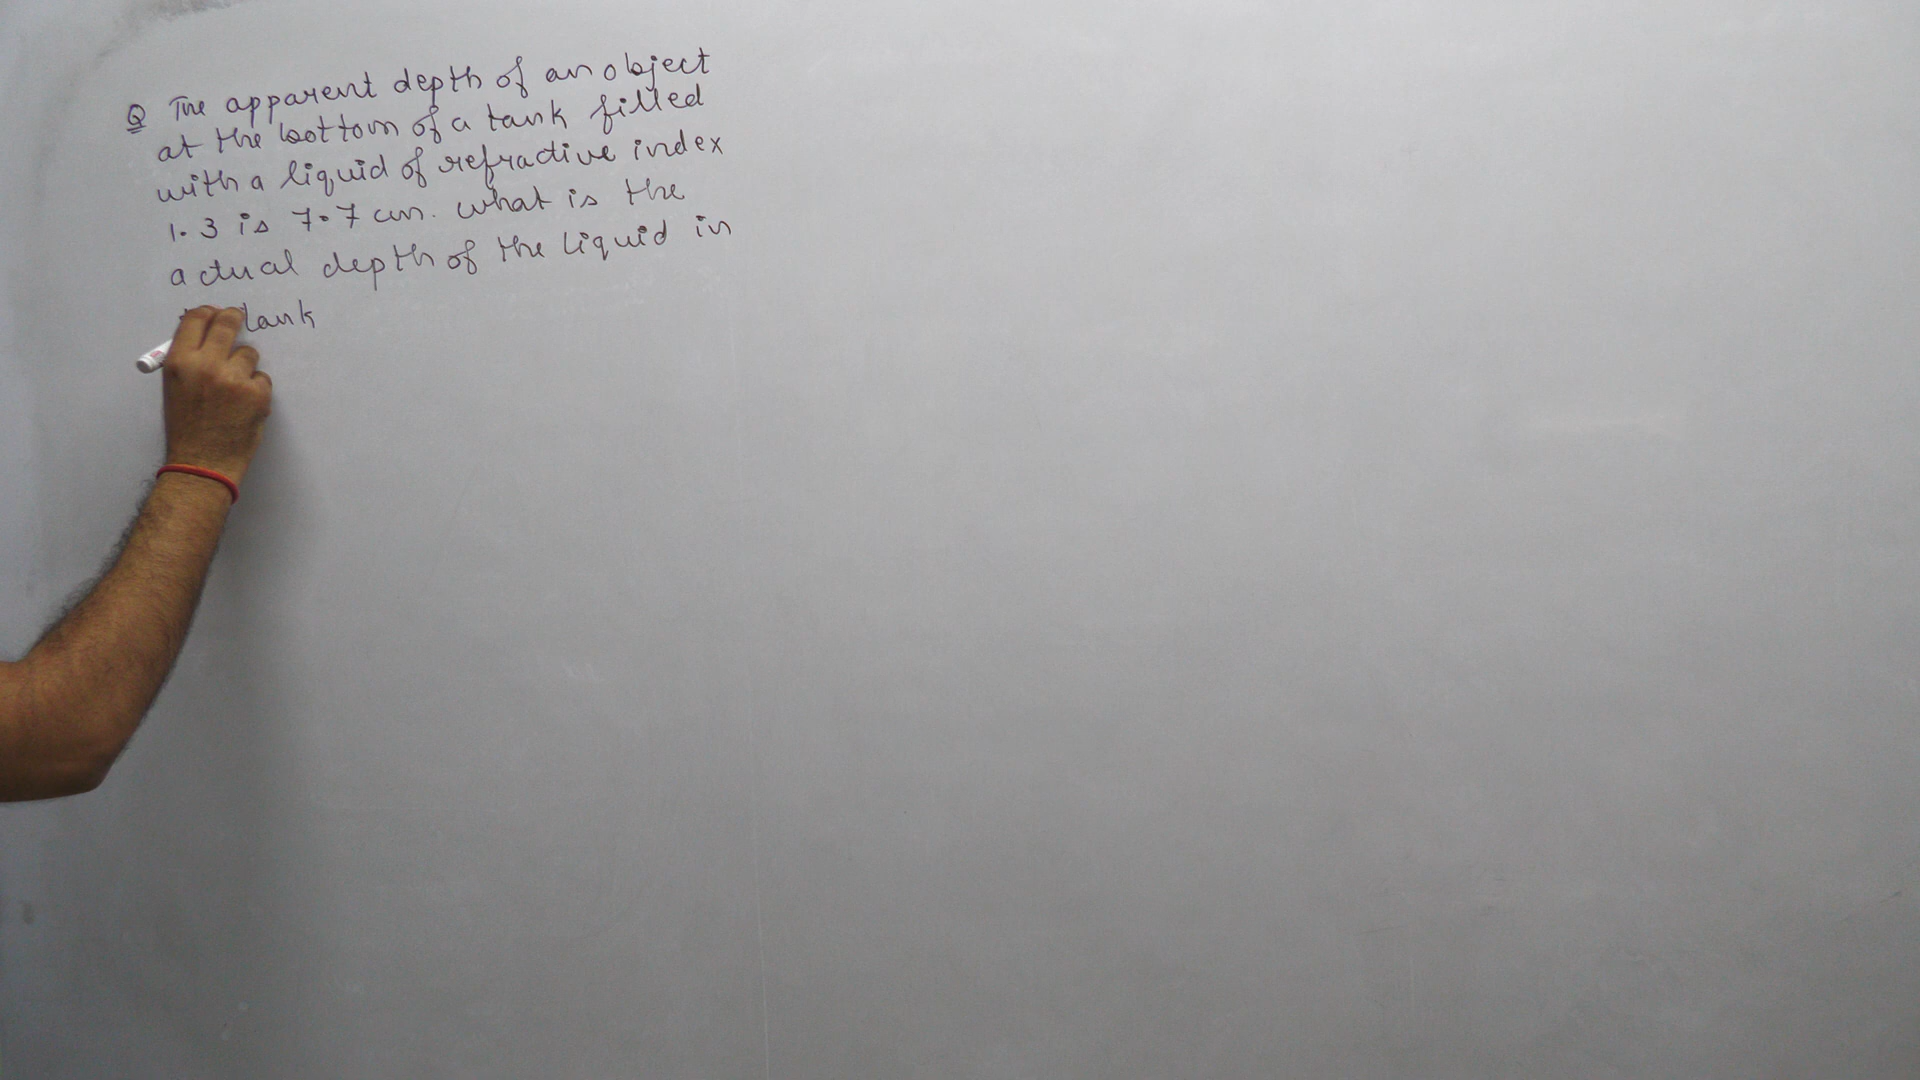 Q The apparent depth of an object
at the bottom of a tank filled
with a liquid of refractive index
1.3 is 7.7 cm. what is the
actual depth of the liquid in
tank